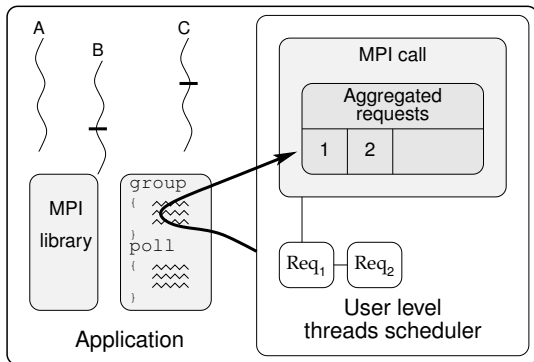 A
B
C
MPI
library
group
{
}
poll
{
}
Application
MPI call
Aggregated
requests
1 2
Req1 Req2
User level
threads scheduler